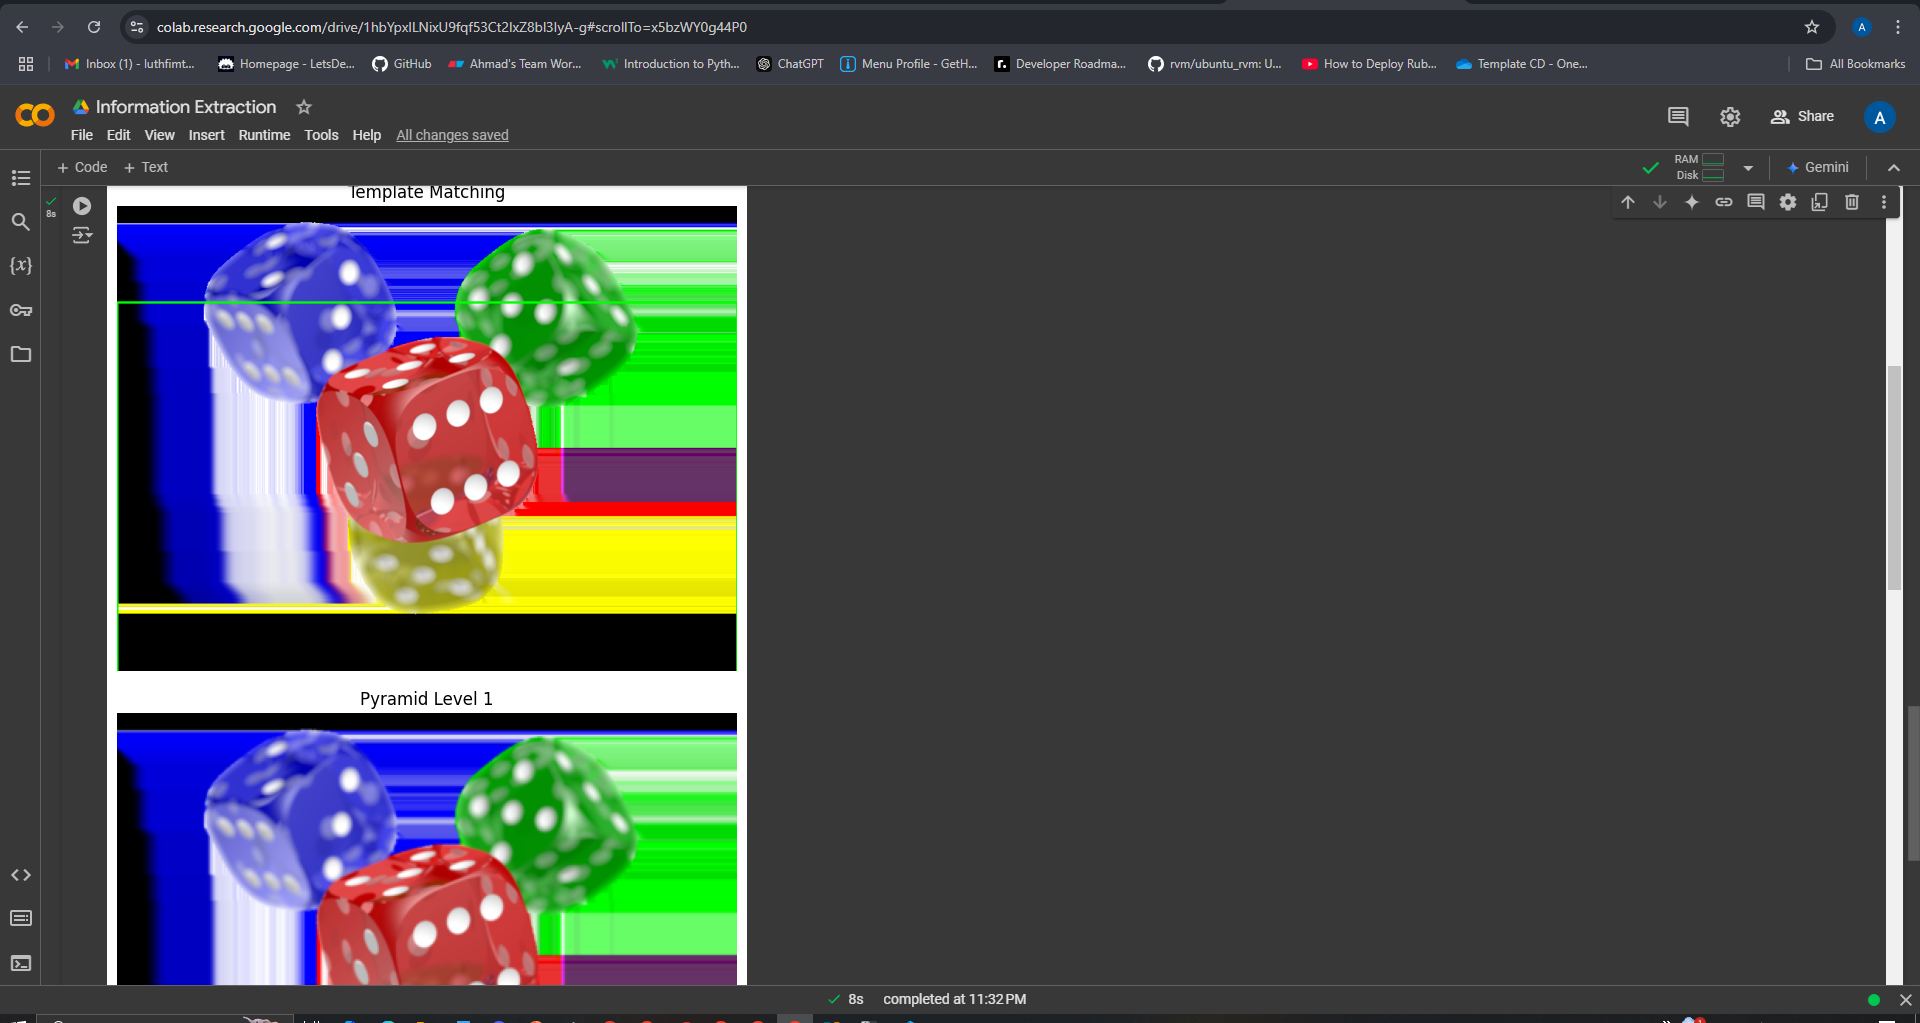 colab.research.google.com/drive/1hbYpxILNixU9fqf53Ct2IxZ8bI3IyA-g#scrollTo=x5bzWY0g44P0
A
Inbox (1) - luthfimt...
Homepage - LetsDe...
GitHub
Ahmad's Team Wor...
Introduction to Pyth...
ChatGPT
Menu Profile - GetH...
Developer Roadma...
rvm/ubuntu_rvm: U...
How to Deploy Rub...
Template CD - One...
All Bookmarks
Information Extraction
File Edit View Insert Runtime Tools Help All changes saved
Share
A
+ Code + Text
RAM
Disk
Gemini
8s
Template Matching
Pyramid Level 1
8s completed at 11:32 PM